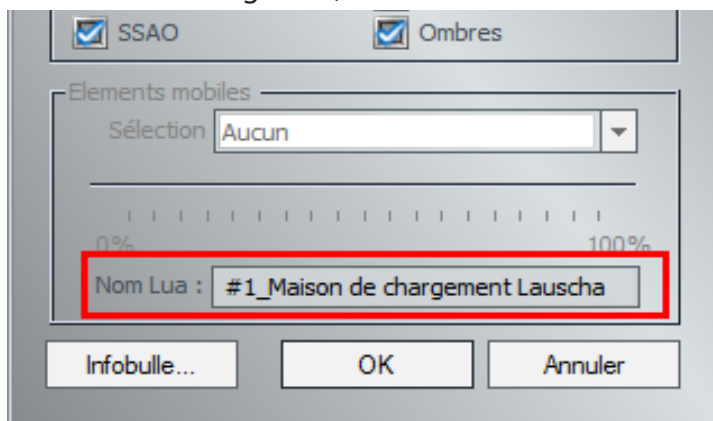 SSAO
Ombres
Elements mobiles
Sélection Aucun
0% 100%
Nom Lua : #1_Maison de chargement Lauscha
Infobulle... OK Annuler